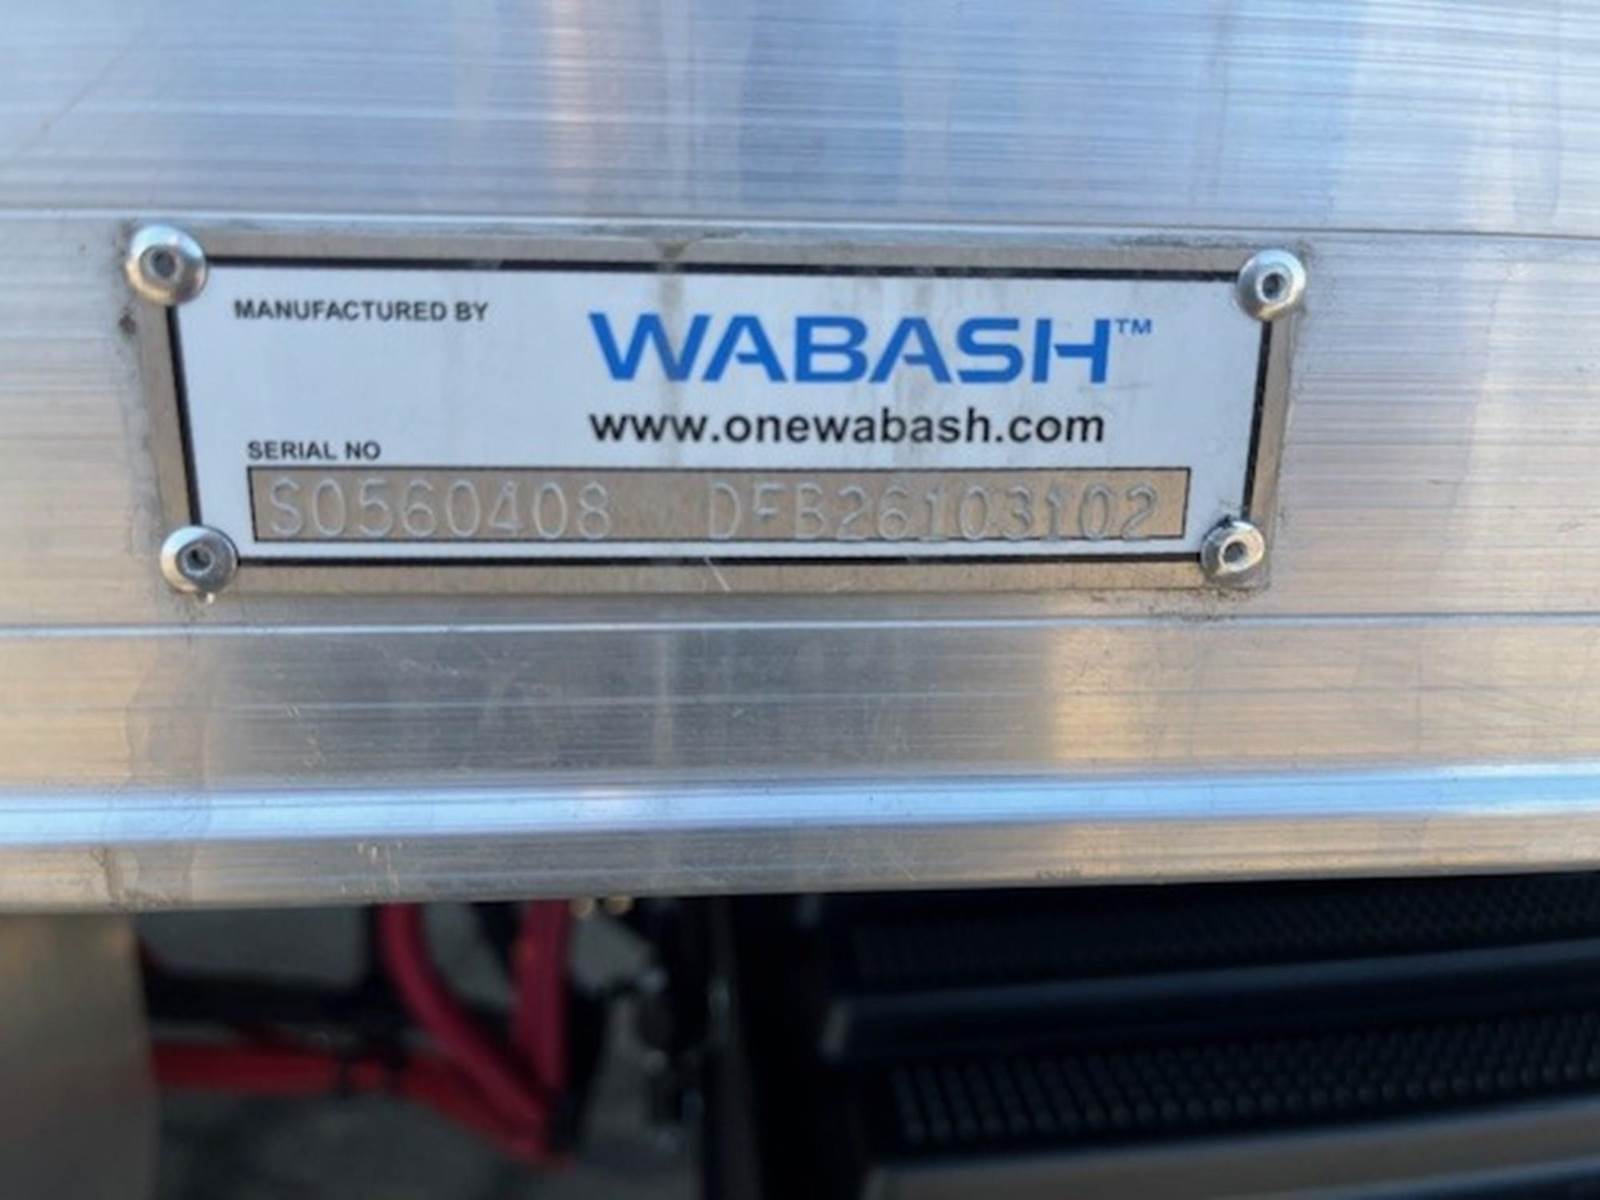 MANUFACTURED BY
WABASH™
www.onewabash.com
SERIAL NO
S0560408 DFB26103102